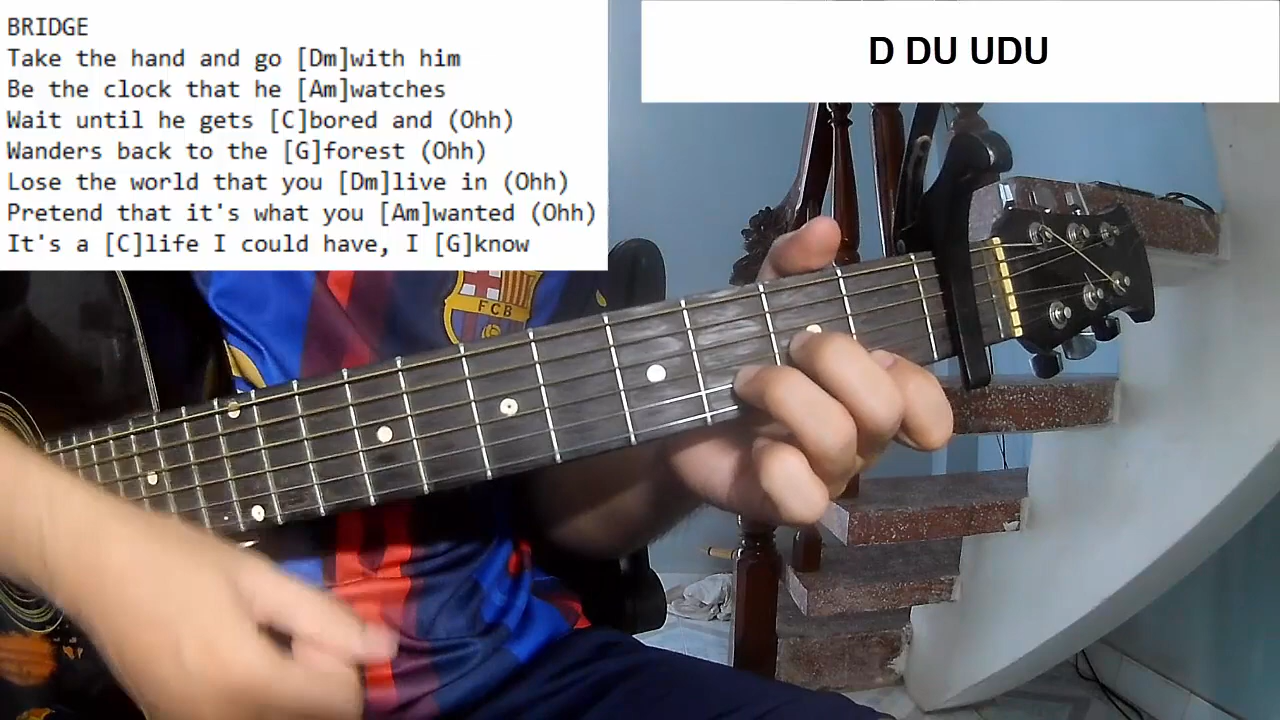 BRIDGE
Take the hand and go [Dm]with him
Be the clock that he [Am]watches
Wait until he gets [C]bored and (Ohh)
Wanders back to the [G]forest (Ohh)
Lose the world that you [Dm]live in (Ohh)
Pretend that it's what you [Am]wanted (Ohh)
It's a [C]life I could have, I [G]know
D DU UDU
FCB